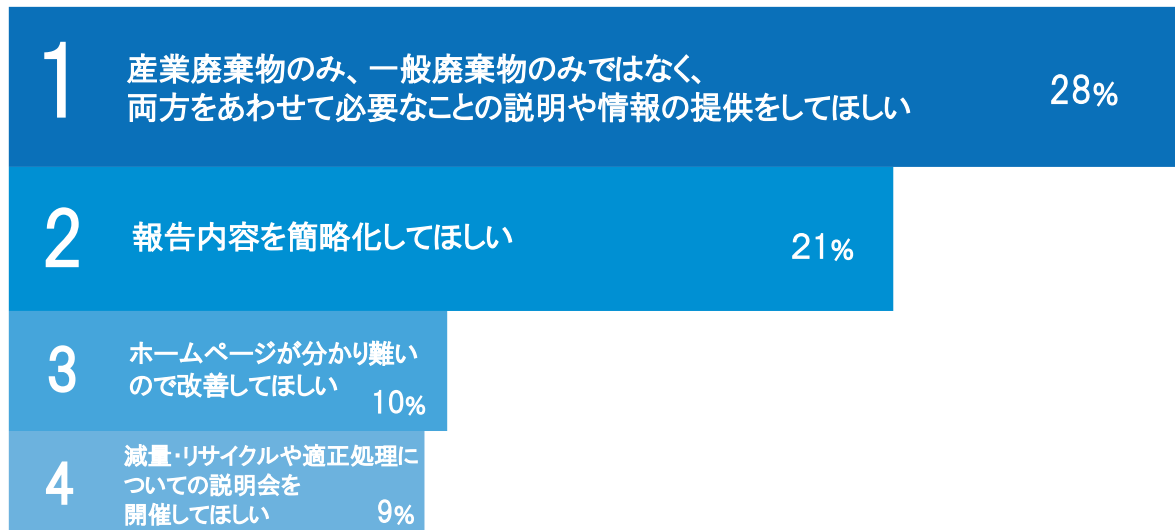 1
産業廃棄物のみ、一般廃棄物のみではなく、
両方をあわせて必要なことの説明や情報の提供をしてほしい
28%
2
報告内容を簡略化してほしい
21%
3
ホームページが分かり難い
ので改善してほしい
10%
4
減量・リサイクルや適正処理に
ついての説明会を
開催してほしい
9%